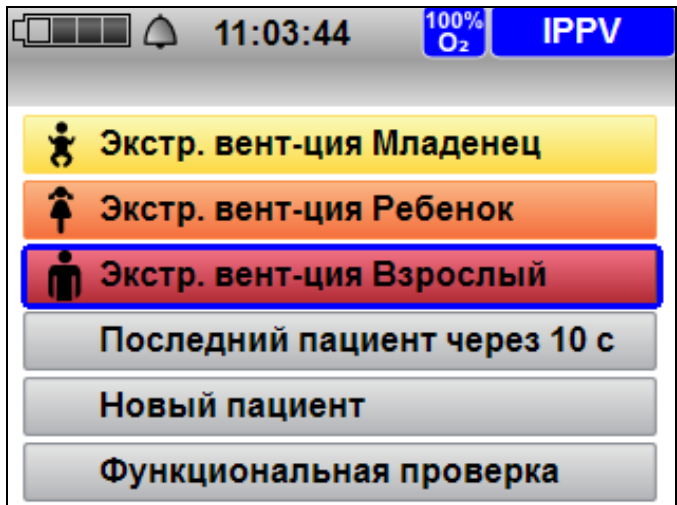 11:03:44 100% O₂ IPPV
Экстр. вент-ция Младенец
Экстр. вент-ция Ребенок
Экстр. вент-ция Взрослый
Последний пациент через 10 с
Новый пациент
Функциональная проверка